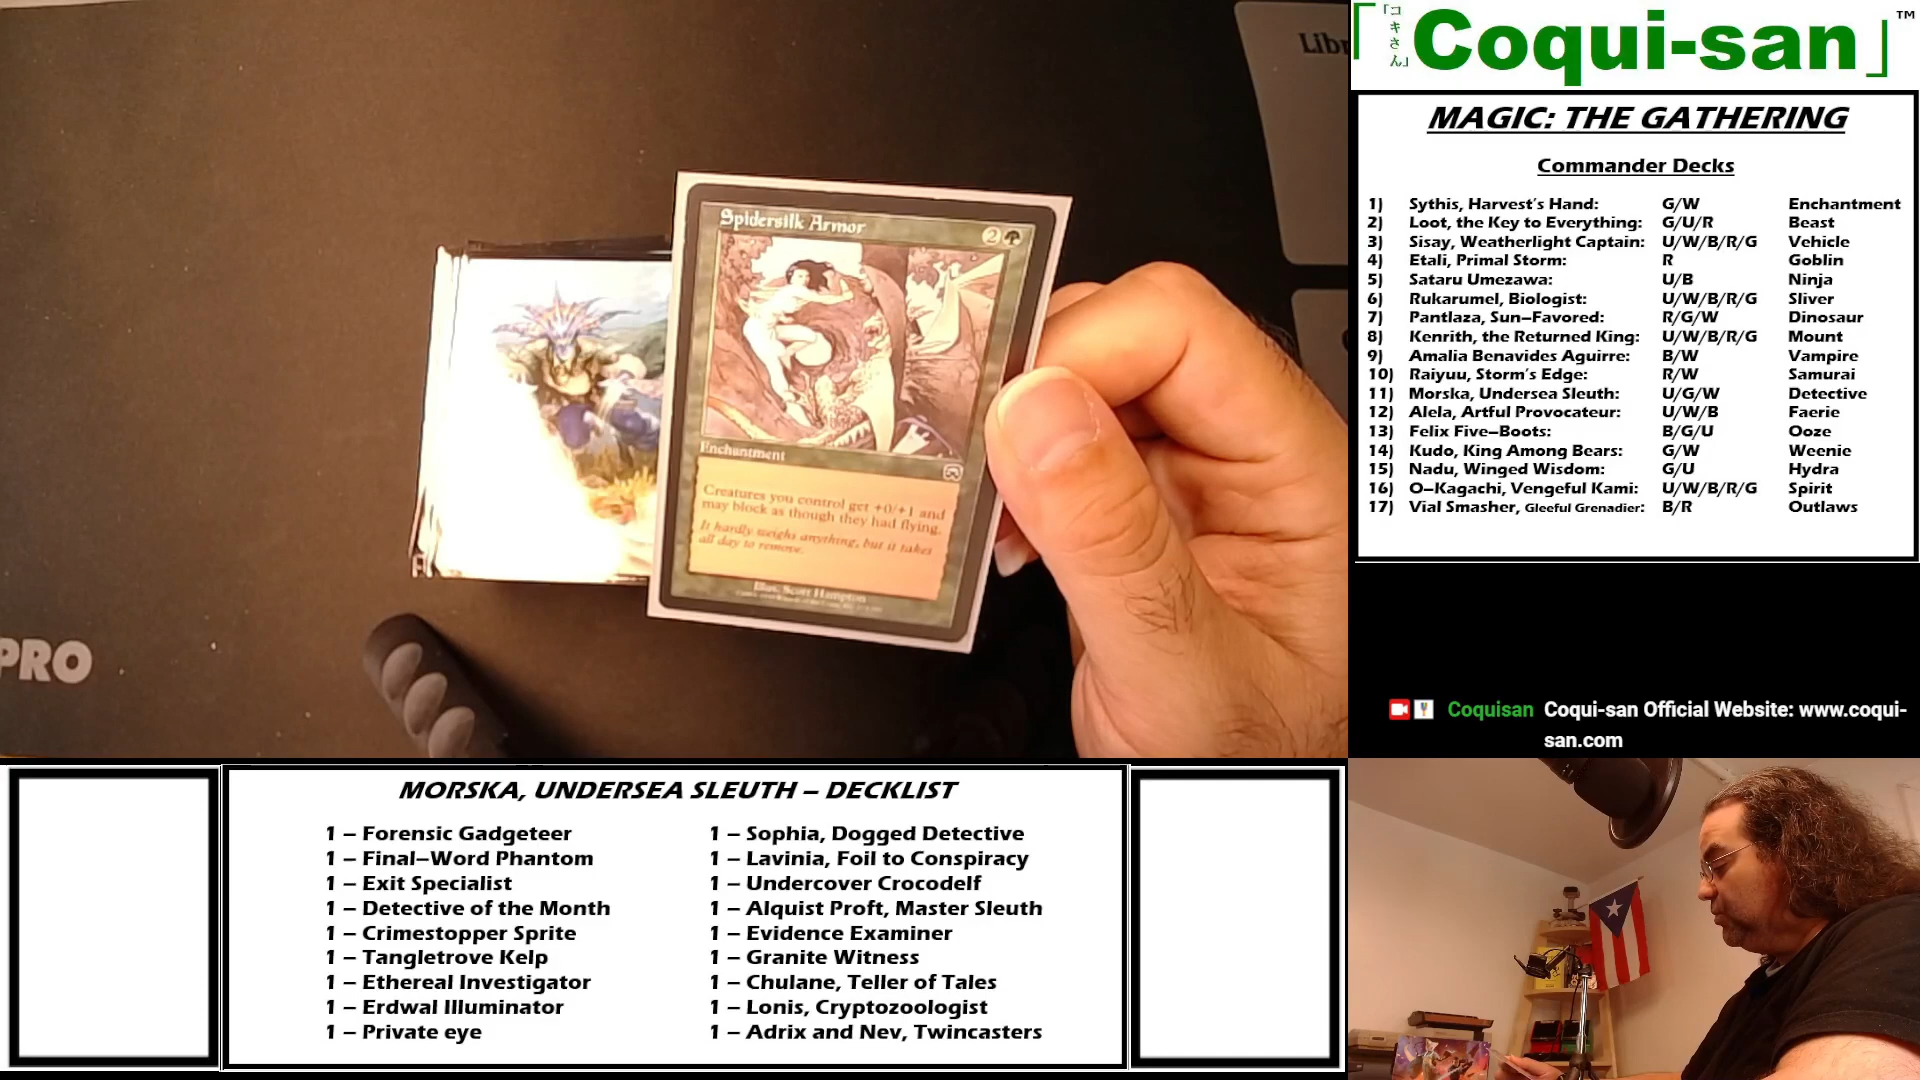 Libr
PRO
Spidersilk Armor
2
Enchantment
Creatures you control get +0/+1 and
may block as though they had flying.
It hardly weighs anything, but it takes
all day to remove.
Illus. Scott Hampton
「コキさん」
「Coqui-san」™
MAGIC: THE GATHERING
Commander Decks
1) Sythis, Harvest's Hand: G/W Enchantment
2) Loot, the Key to Everything: G/U/R Beast
3) Sisay, Weatherlight Captain: U/W/B/R/G Vehicle
4) Etali, Primal Storm: R Goblin
5) Sataru Umezawa: U/B Ninja
6) Rukarumel, Biologist: U/W/B/R/G Sliver
7) Pantlaza, Sun–Favored: R/G/W Dinosaur
8) Kenrith, the Returned King: U/W/B/R/G Mount
9) Amalia Benavides Aguirre: B/W Vampire
10) Raiyuu, Storm's Edge: R/W Samurai
11) Morska, Undersea Sleuth: U/G/W Detective
12) Alela, Artful Provocateur: U/W/B Faerie
13) Felix Five–Boots: B/G/U Ooze
14) Kudo, King Among Bears: G/W Weenie
15) Nadu, Winged Wisdom: G/U Hydra
16) O–Kagachi, Vengeful Kami: U/W/B/R/G Spirit
17) Vial Smasher, Gleeful Grenadier: B/R Outlaws
Coquisan Coqui-san Official Website: www.coqui-
san.com
MORSKA, UNDERSEA SLEUTH – DECKLIST
1 – Forensic Gadgeteer
1 – Final–Word Phantom
1 – Exit Specialist
1 – Detective of the Month
1 – Crimestopper Sprite
1 – Tangletrove Kelp
1 – Ethereal Investigator
1 – Erdwal Illuminator
1 – Private eye
1 – Sophia, Dogged Detective
1 – Lavinia, Foil to Conspiracy
1 – Undercover Crocodelf
1 – Alquist Proft, Master Sleuth
1 – Evidence Examiner
1 – Granite Witness
1 – Chulane, Teller of Tales
1 – Lonis, Cryptozoologist
1 – Adrix and Nev, Twincasters